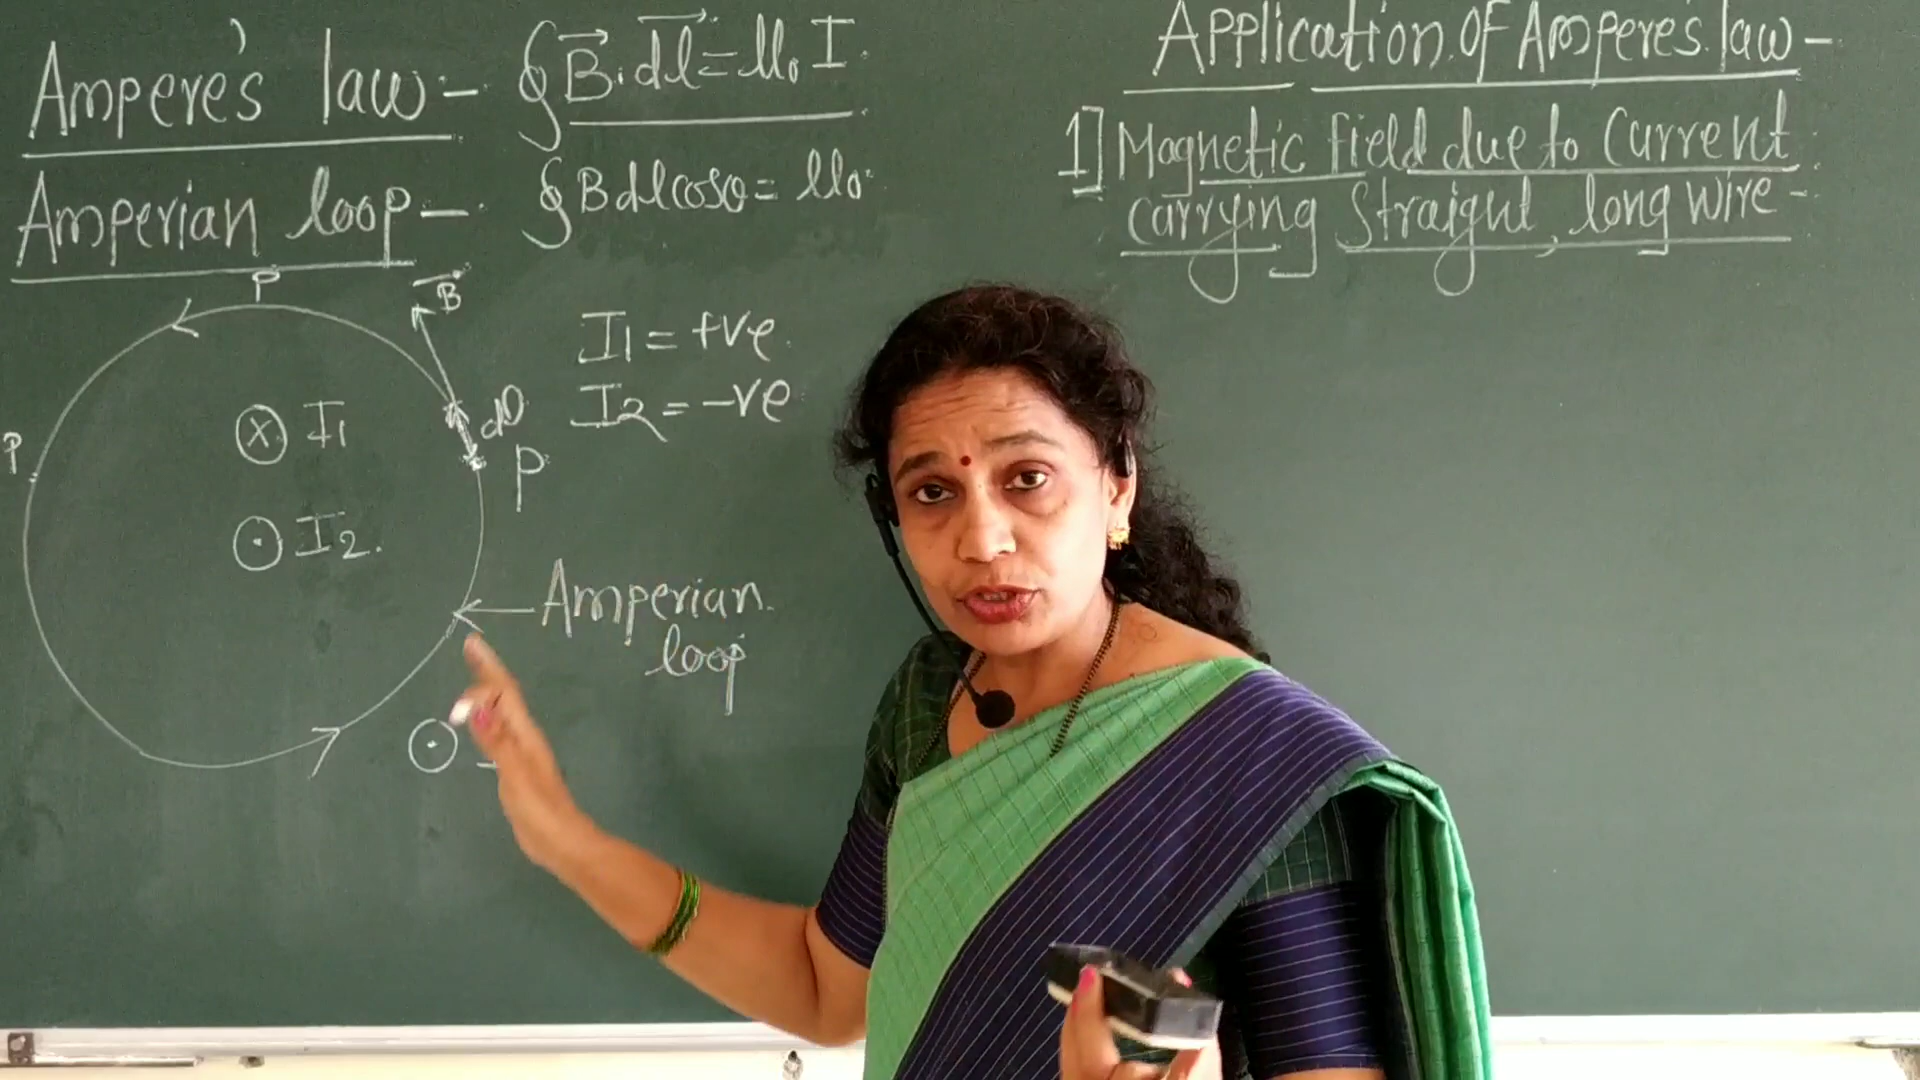 Ampere's law - ∮B⃗.dl⃗ = μ₀I
Amperian loop - ∮Bdlcosθ = μ₀
P
B⃗
I1 = +ve
I2 = -ve
I1
dl
P
P
I2.
Amperian
loop
Application of Ampere's law -
1] Magnetic field due to Current
carrying Straight, long wire -